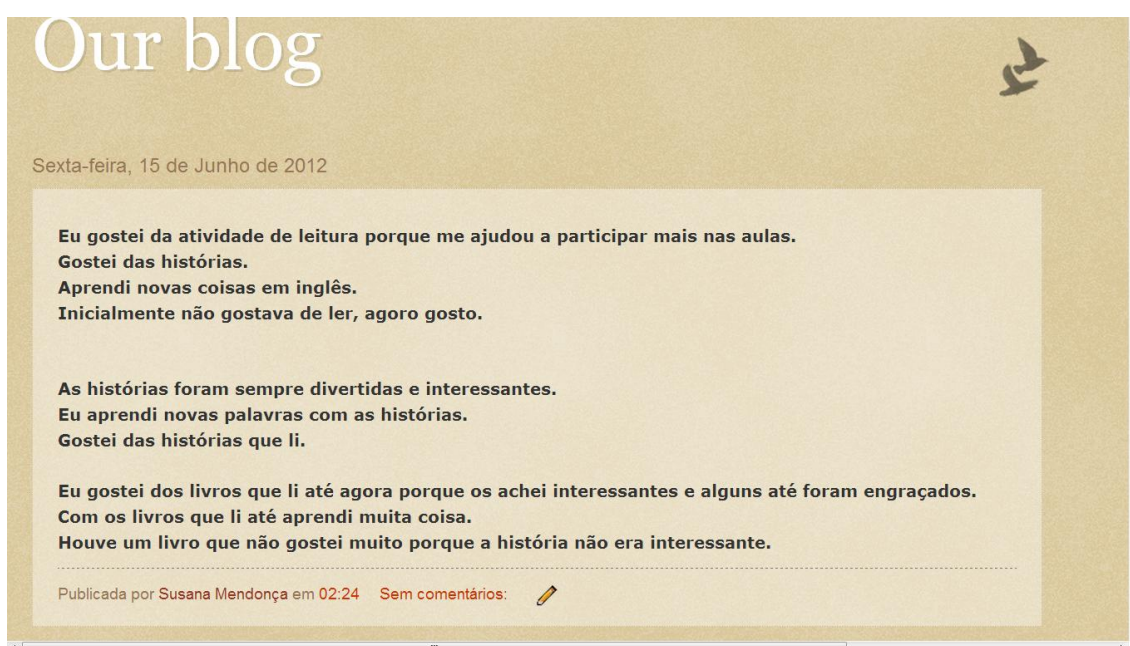 Our blog
Sexta-feira, 15 de Junho de 2012
Eu gostei da atividade de leitura porque me ajudou a participar mais nas aulas.
Gostei das histórias.
Aprendi novas coisas em inglês.
Inicialmente não gostava de ler, agoro gosto.
As histórias foram sempre divertidas e interessantes.
Eu aprendi novas palavras com as histórias.
Gostei das histórias que li.
Eu gostei dos livros que li até agora porque os achei interessantes e alguns até foram engraçados.
Com os livros que li até aprendi muita coisa.
Houve um livro que não gostei muito porque a história não era interessante.
Publicada por Susana Mendonça em 02:24 Sem comentários: